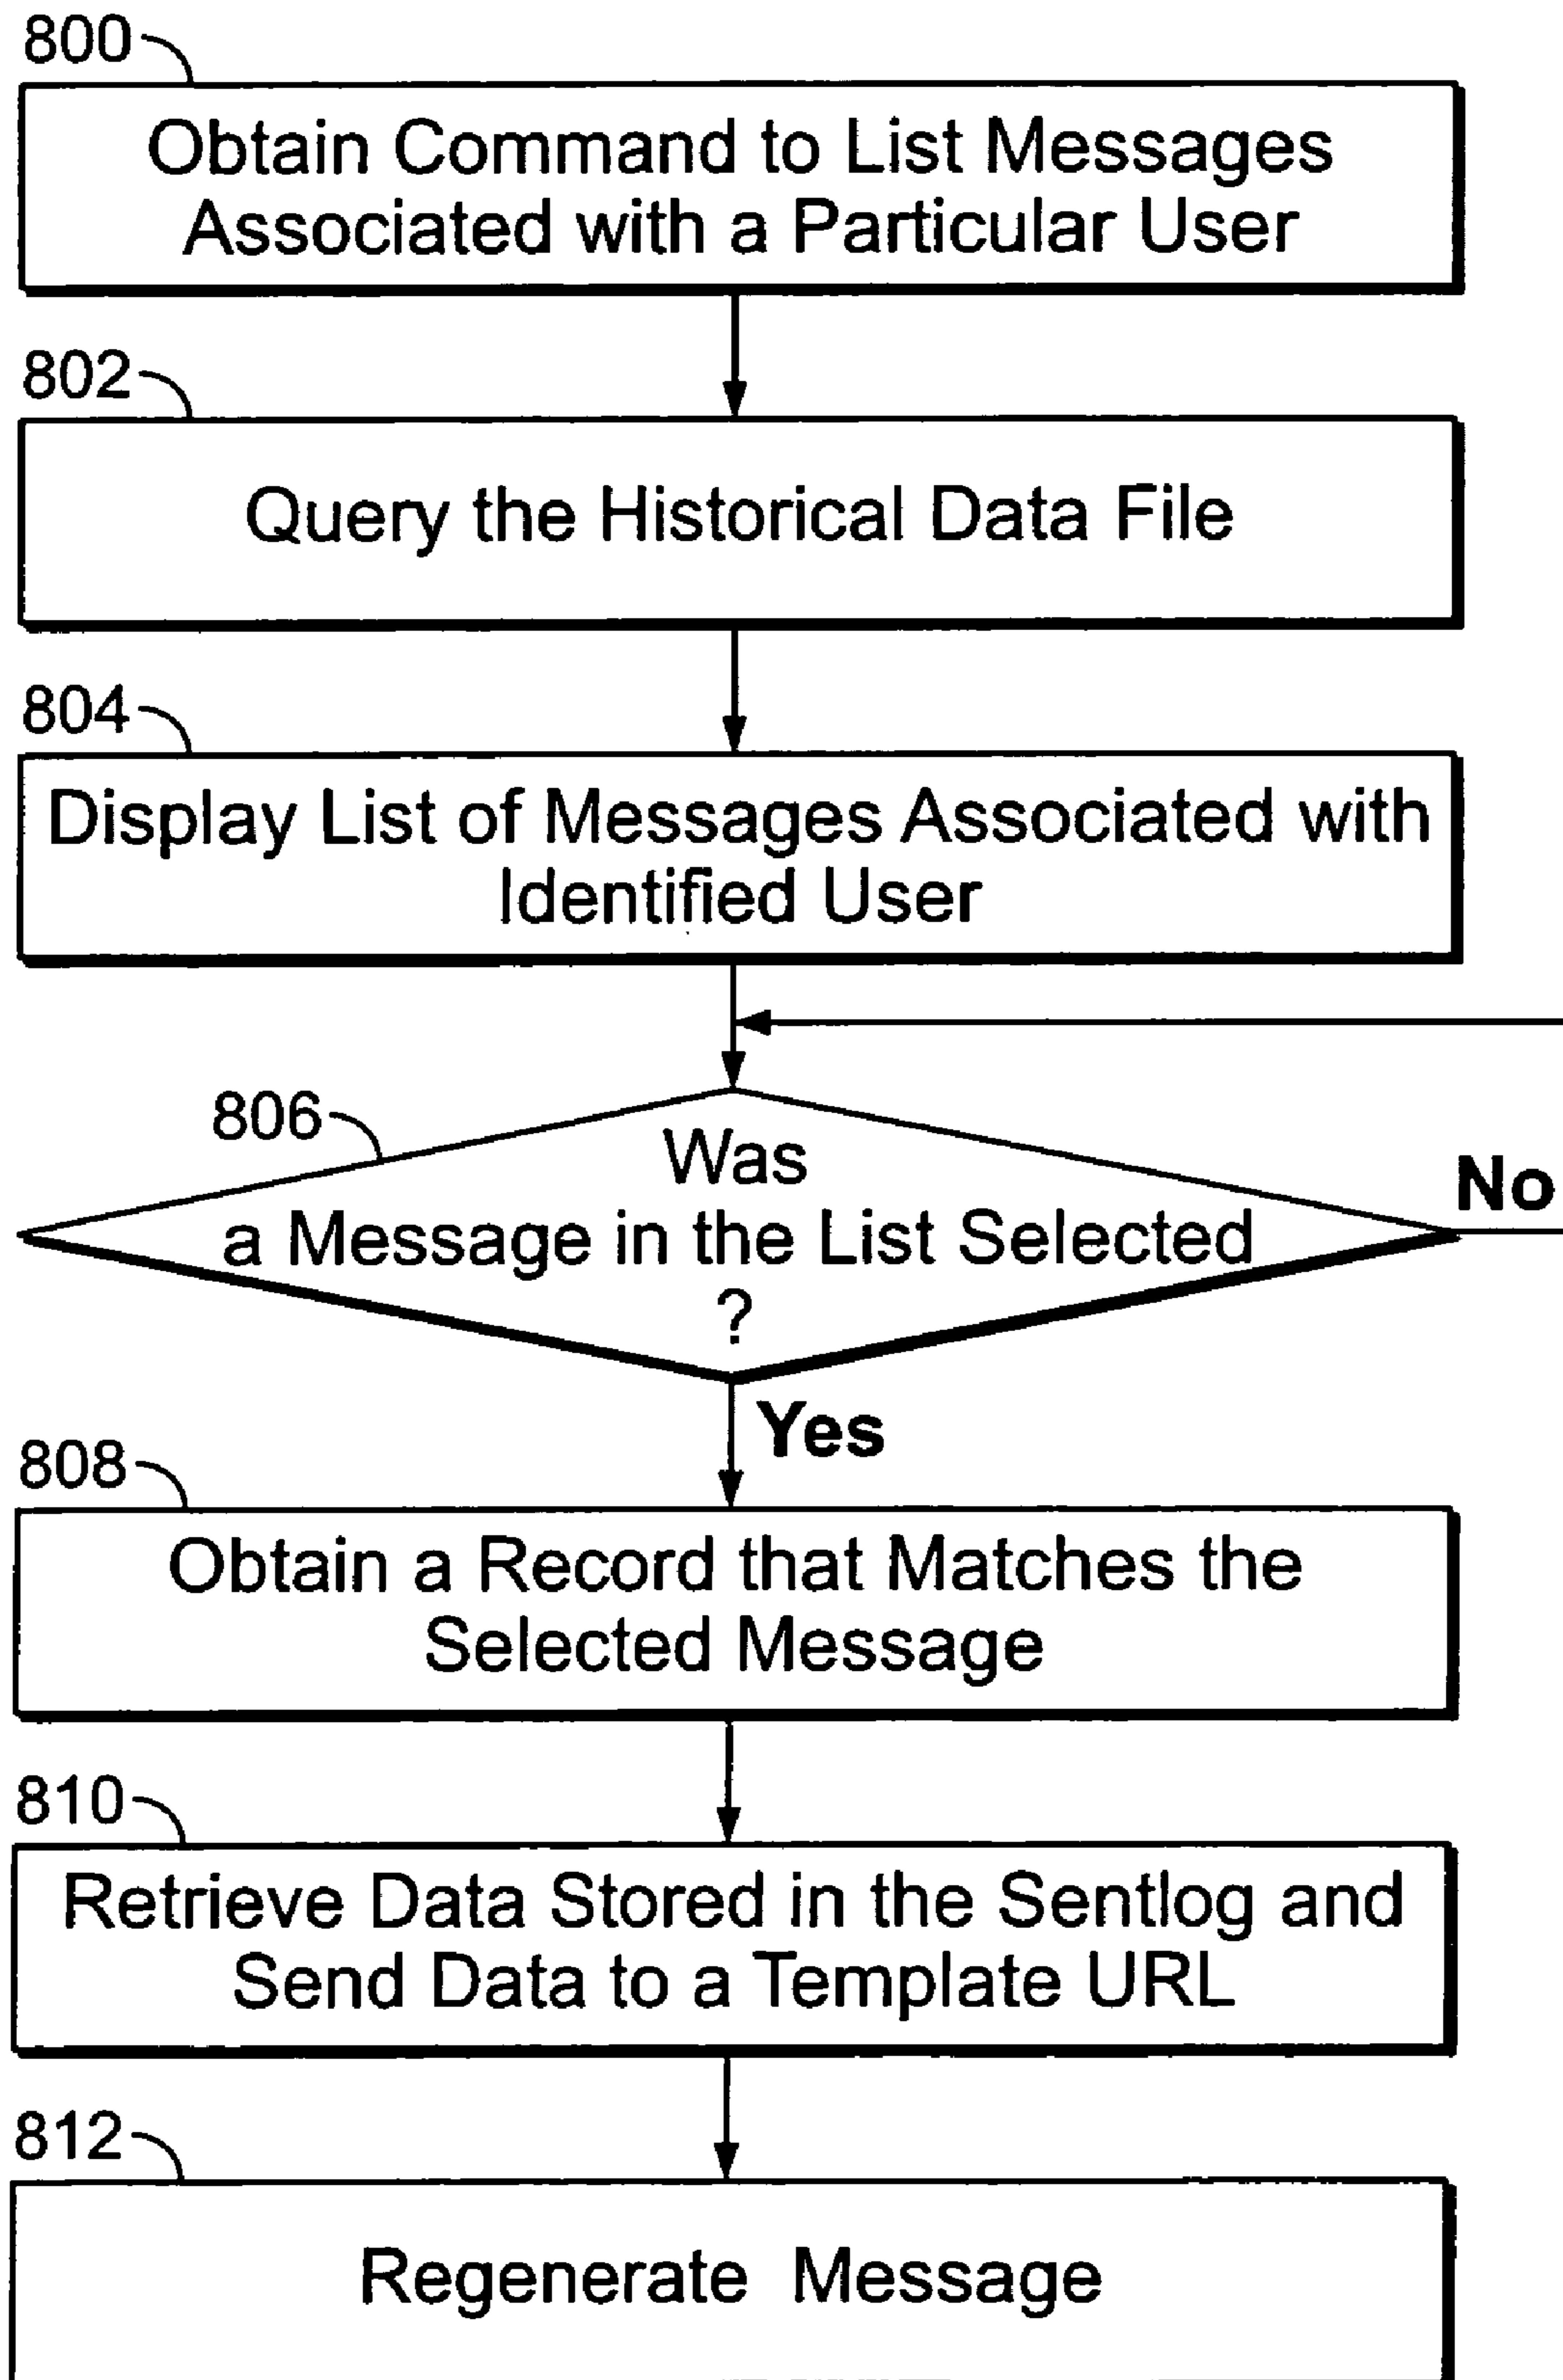 800
Obtain Command to List Messages
Associated with a Particular User
802
Query the Historical Data File
804
Display List of Messages Associated with
Identified User
806
Was
a Message in the List Selected
?
No
Yes
808
Obtain a Record that Matches the
Selected Message
810
Retrieve Data Stored in the Sentlog and
Send Data to a Template URL
812
Regenerate Message